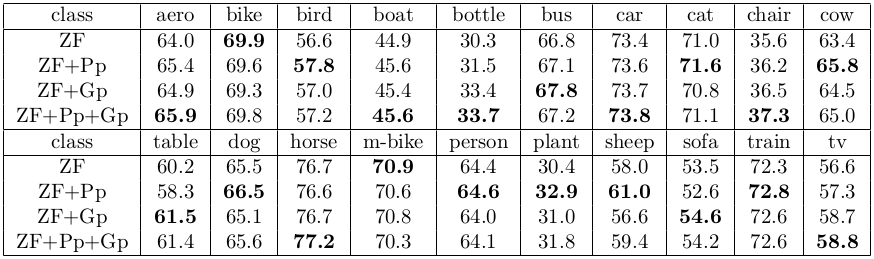 class aero bike bird boat bottle bus car cat chair cow
ZF 64.0 69.9 56.6 44.9 30.3 66.8 73.4 71.0 35.6 63.4
ZF+Pp 65.4 69.6 57.8 45.6 31.5 67.1 73.6 71.6 36.2 65.8
ZF+Gp 64.9 69.3 57.0 45.4 33.4 67.8 73.7 70.8 36.5 64.5
ZF+Pp+Gp 65.9 69.8 57.2 45.6 33.7 67.2 73.8 71.1 37.3 65.0
class table dog horse m-bike person plant sheep sofa train tv
ZF 60.2 65.5 76.7 70.9 64.4 30.4 58.0 53.5 72.3 56.6
ZF+Pp 58.3 66.5 76.6 70.6 64.6 32.9 61.0 52.6 72.8 57.3
ZF+Gp 61.5 65.1 76.7 70.8 64.0 31.0 56.6 54.6 72.6 58.7
ZF+Pp+Gp 61.4 65.6 77.2 70.3 64.1 31.8 59.4 54.2 72.6 58.8